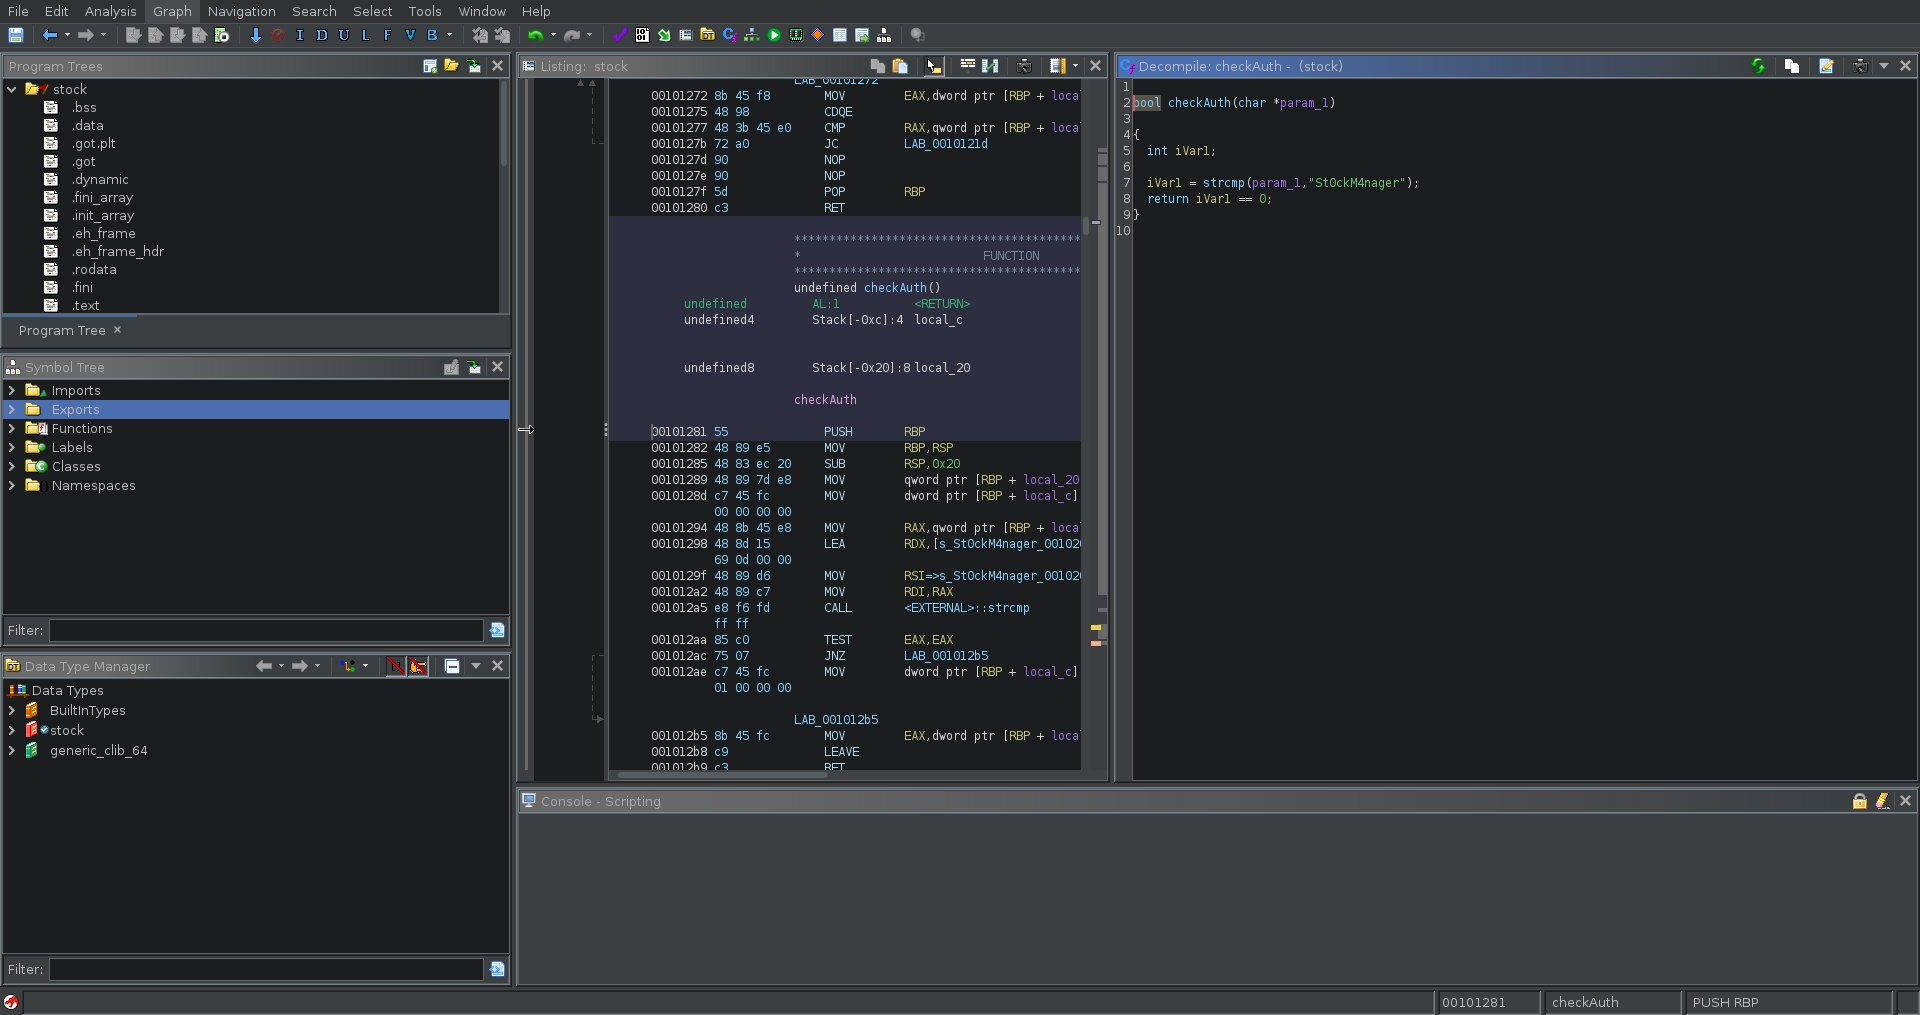 File Edit Analysis Graph Navigation Search Select Tools Window Help
I D U L F V B
Program Trees
stock
.bss
.data
.got.plt
.got
.dynamic
.fini_array
.init_array
.eh_frame
.eh_frame_hdr
.rodata
.fini
.text
Program Tree ×
Symbol Tree
Imports
Exports
Functions
Labels
Classes
Namespaces
Filter:
Data Type Manager
Data Types
BuiltInTypes
stock
generic_clib_64
Filter:
Listing: stock
LAB_00101272
00101272 8b 45 f8 MOV EAX,dword ptr [RBP + loca
00101275 48 98 CDQE
00101277 48 3b 45 e0 CMP RAX,qword ptr [RBP + loca
0010127b 72 a0 JC LAB_0010121d
0010127d 90 NOP
0010127e 90 NOP
0010127f 5d POP RBP
00101280 c3 RET
*****************************************
* FUNCTION
*****************************************
undefined checkAuth()
undefined AL:1 <RETURN>
undefined4 Stack[-0xc]:4 local_c
undefined8 Stack[-0x20]:8 local_20
checkAuth
00101281 55 PUSH RBP
00101282 48 89 e5 MOV RBP,RSP
00101285 48 83 ec 20 SUB RSP,0x20
00101289 48 89 7d e8 MOV qword ptr [RBP + local_20
0010128d c7 45 fc MOV dword ptr [RBP + local_c]
00 00 00 00
00101294 48 8b 45 e8 MOV RAX,qword ptr [RBP + loca
00101298 48 8d 15 LEA RDX,[s_St0ckM4nager_00102
69 0d 00 00
0010129f 48 89 d6 MOV RSI=>s_St0ckM4nager_00102
001012a2 48 89 c7 MOV RDI,RAX
001012a5 e8 f6 fd CALL <EXTERNAL>::strcmp
ff ff
001012aa 85 c0 TEST EAX,EAX
001012ac 75 07 JNZ LAB_001012b5
001012ae c7 45 fc MOV dword ptr [RBP + local_c]
01 00 00 00
LAB_001012b5
001012b5 8b 45 fc MOV EAX,dword ptr [RBP + loca
001012b8 c9 LEAVE
001012b9 c3 RET
Decompile: checkAuth - (stock)
1
2 bool checkAuth(char *param_1)
3
4 {
5 int iVar1;
6
7 iVar1 = strcmp(param_1,"St0ckM4nager");
8 return iVar1 == 0;
9 }
10
Console - Scripting
00101281 checkAuth PUSH RBP